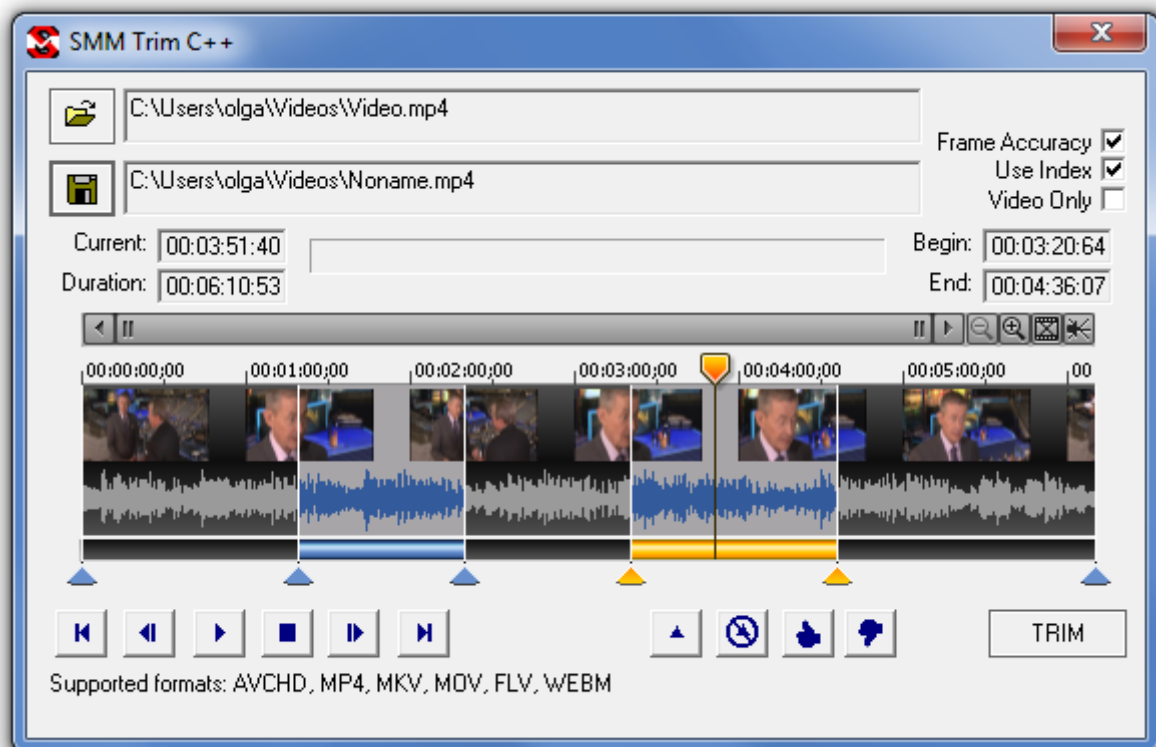 SMM Trim C++
C:\Users\olga\Videos\Video.mp4
Frame Accuracy
Use Index
C:\Users\olga\Videos\Noname.mp4
Video Only
Current: 00:03:51:40
Begin: 00:03:20:64
Duration: 00:06:10:53
End: 00:04:36:07
00:00:00;00 00:01:00;00 00:02:00;00 00:03:00;00 00:04:00;00 00:05:00;00 00
TRIM
Supported formats: AVCHD, MP4, MKV, MOV, FLV, WEBM